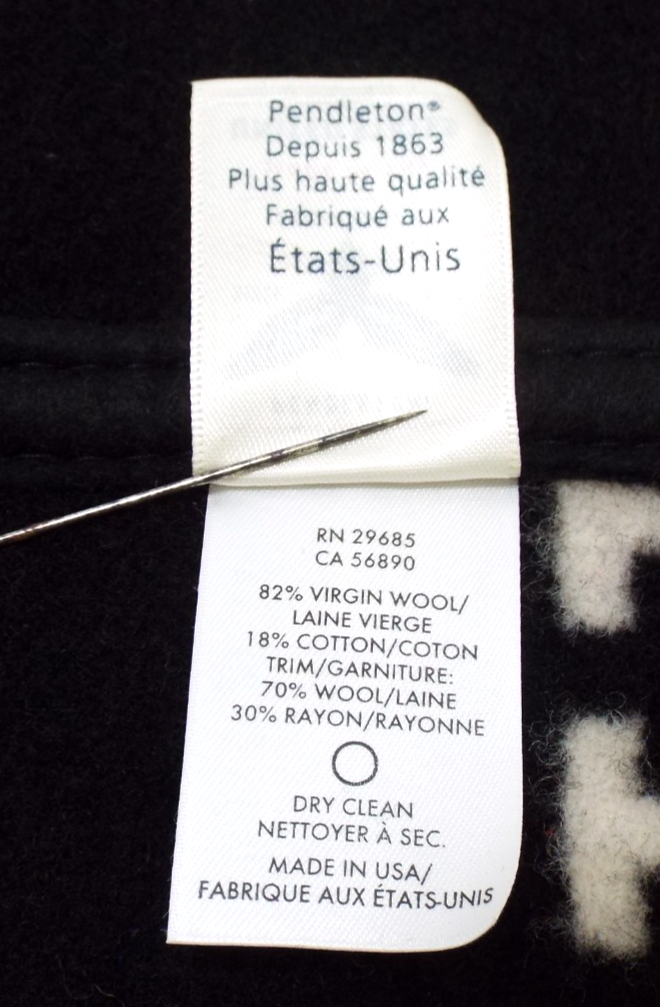 Pendleton®
Depuis 1863
Plus haute qualité
Fabriqué aux
États-Unis
RN 29685
CA 56890
82% VIRGIN WOOL/
LAINE VIERGE
18% COTTON/COTON
TRIM/GARNITURE:
70% WOOL/LAINE
30% RAYON/RAYONNE
DRY CLEAN
NETTOYER À SEC.
MADE IN USA/
FABRIQUE AUX ÉTATS-UNIS